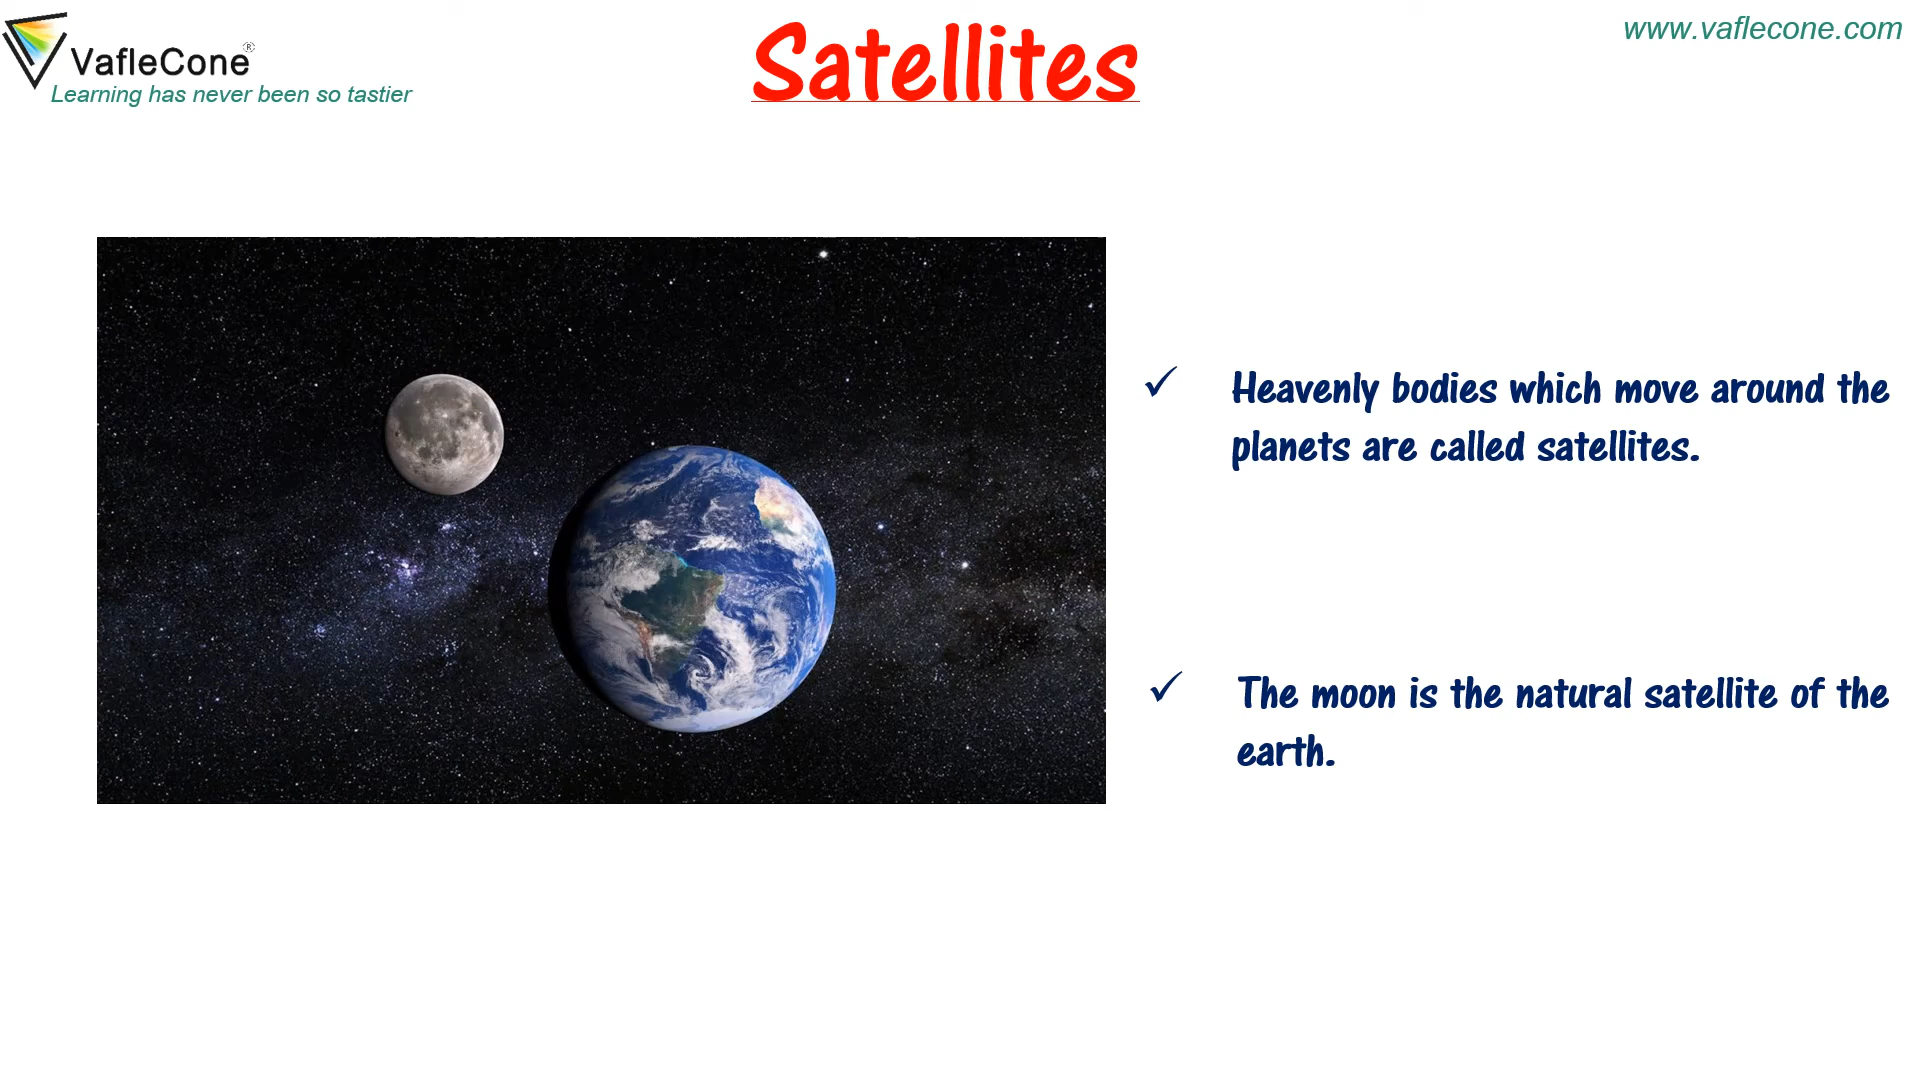 VafleCone®
Learning has never been so tastier
Satellites
www.vaflecone.com
✓ Heavenly bodies which move around the
planets are called satellites.
✓ The moon is the natural satellite of the
earth.